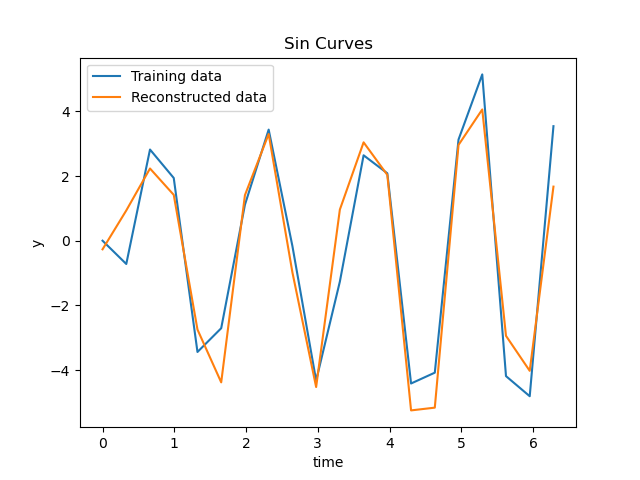 Sin Curves
Training data
Reconstructed data
4
2
0
−2
−4
y
0 1 2 3 4 5 6
time